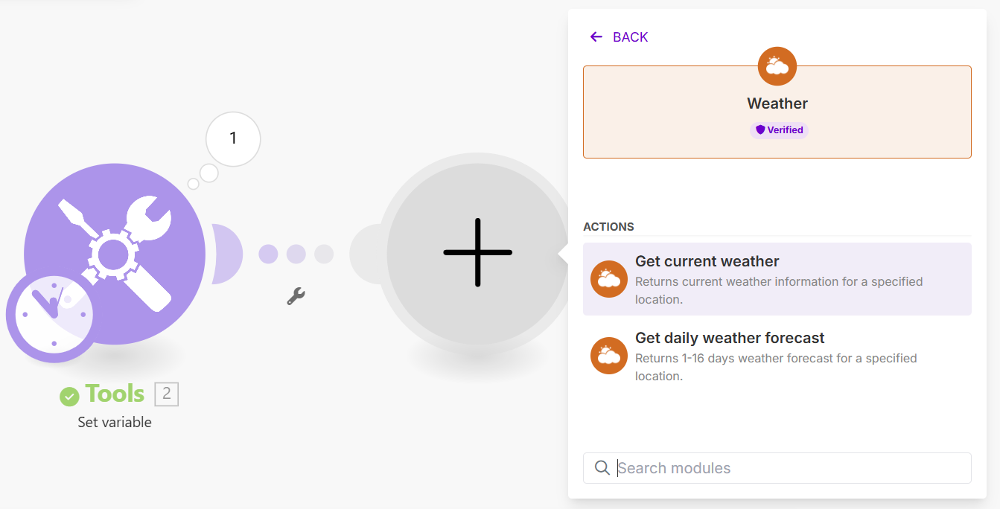 BACK
Weather
Verified
1
ACTIONS
Get current weather
Returns current weather information for a specified
location.
Get daily weather forecast
Returns 1-16 days weather forecast for a specified
location.
Tools 2
Set variable
Search modules